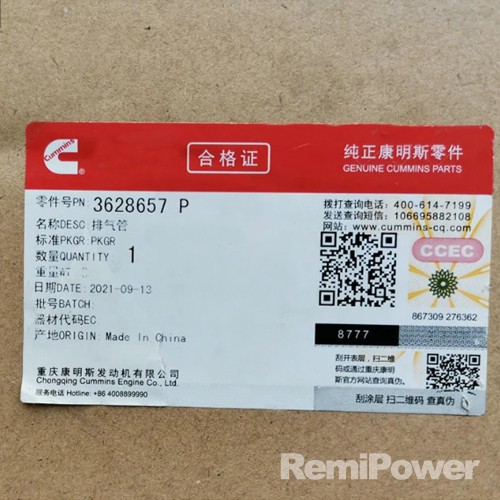 Cummins
合格证
纯正康明斯零件
GENUINE CUMMINS PARTS
零件号PN: 3628657 P
名称DESC: 排气管
标准PKGR: PKGR
数量QUANTITY: 1
日期DATE: 2021-09-13
批号BATCH:
器材代码EC:
产地ORIGIN: Made In China
拨打查询电话: 400-614-7199
发送查询短信: 106695882108
www.cummins-cq.com
CCEC
867309 276362
8777
刮开表层,扫二维
码或通过重庆康明
斯官方网站查询真伪。
刮涂层 扫二维码 查真伪
重庆康明斯发动机有限公司
Chongqing Cummins Engine Co., Ltd.
服务电话 Hotline: +86 4008899990
RemiPower